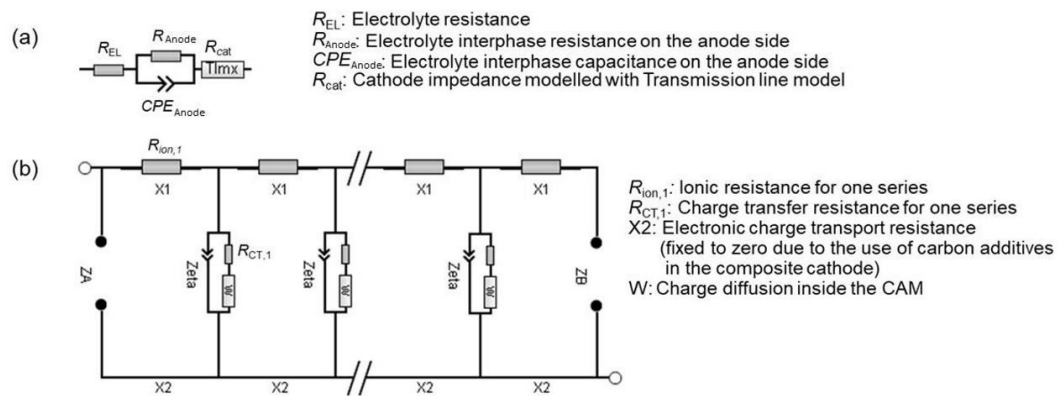 (a)
R_EL
R_Anode
R_cat
Tlmx
CPE_Anode
R_EL: Electrolyte resistance
R_Anode: Electrolyte interphase resistance on the anode side
CPE_Anode: Electrolyte interphase capacitance on the anode side
R_cat: Cathode impedance modelled with Transmission line model
(b)
R_ion,1
X1
X1
X1
X1
ZA
Zeta
R_CT,1
W
Zeta
W
Zeta
W
ZB
X2
X2
X2
X2
R_ion,1: Ionic resistance for one series
R_CT,1: Charge transfer resistance for one series
X2: Electronic charge transport resistance
(fixed to zero due to the use of carbon additives
in the composite cathode)
W: Charge diffusion inside the CAM